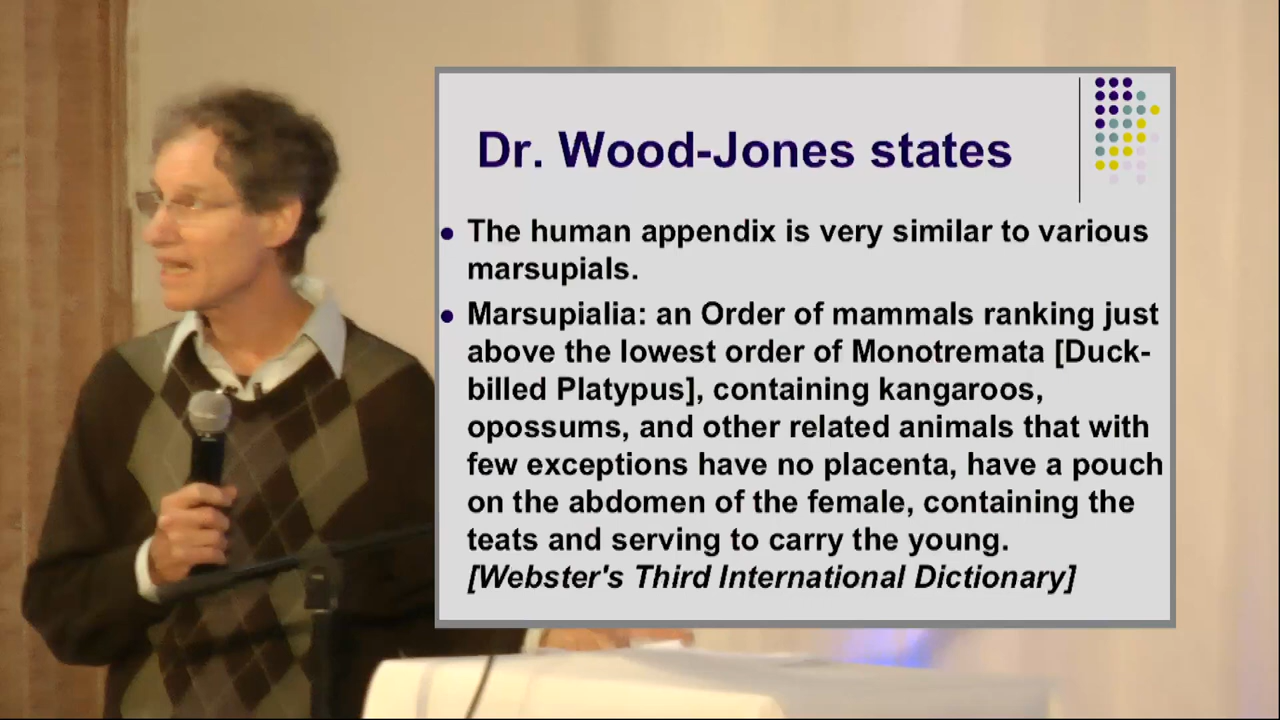 Dr. Wood-Jones states
The human appendix is very similar to various
marsupials.
Marsupialia: an Order of mammals ranking just
above the lowest order of Monotremata [Duck-
billed Platypus], containing kangaroos,
opossums, and other related animals that with
few exceptions have no placenta, have a pouch
on the abdomen of the female, containing the
teats and serving to carry the young.
[Webster's Third International Dictionary]